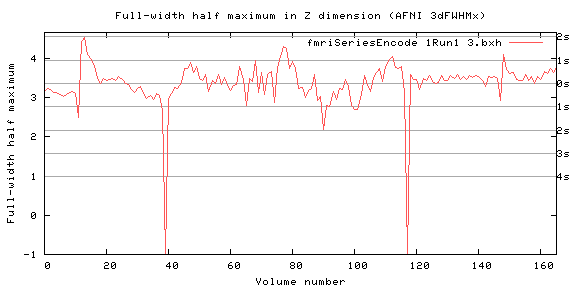 Full-width half maximum in Z dimension (AFNI 3dFWHMx)
fmriSeriesEncode 1Run1 3.bxh
Full-width half maximum
4
3
2
1
0
-1
2s
1s
0s
1s
2s
3s
4s
0 20 40 60 80 100 120 140 160
Volume number